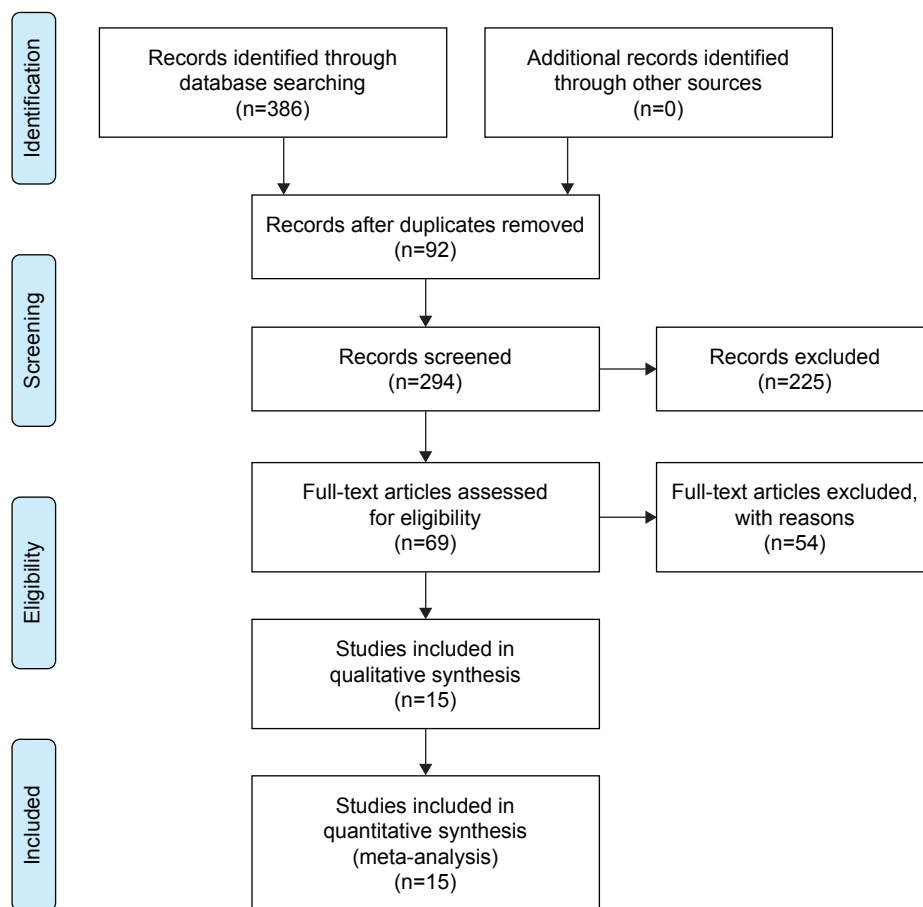 Identification
Records identified through
database searching
(n=386)
Additional records identified
through other sources
(n=0)
Records after duplicates removed
(n=92)
Screening
Records screened
(n=294)
Records excluded
(n=225)
Eligibility
Full-text articles assessed
for eligibility
(n=69)
Full-text articles excluded,
with reasons
(n=54)
Studies included in
qualitative synthesis
(n=15)
Included
Studies included in
quantitative synthesis
(meta-analysis)
(n=15)